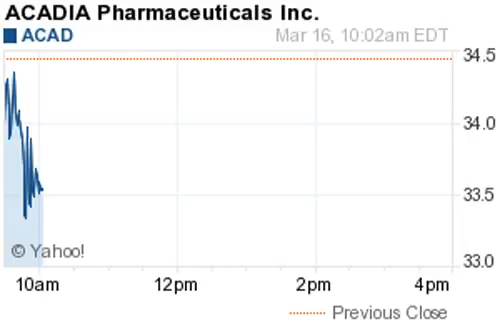 ACADIA Pharmaceuticals Inc.
ACAD Mar 16, 10:02am EDT
34.5
34.0
33.5
33.0
© Yahoo!
10am 12pm 2pm 4pm
Previous Close